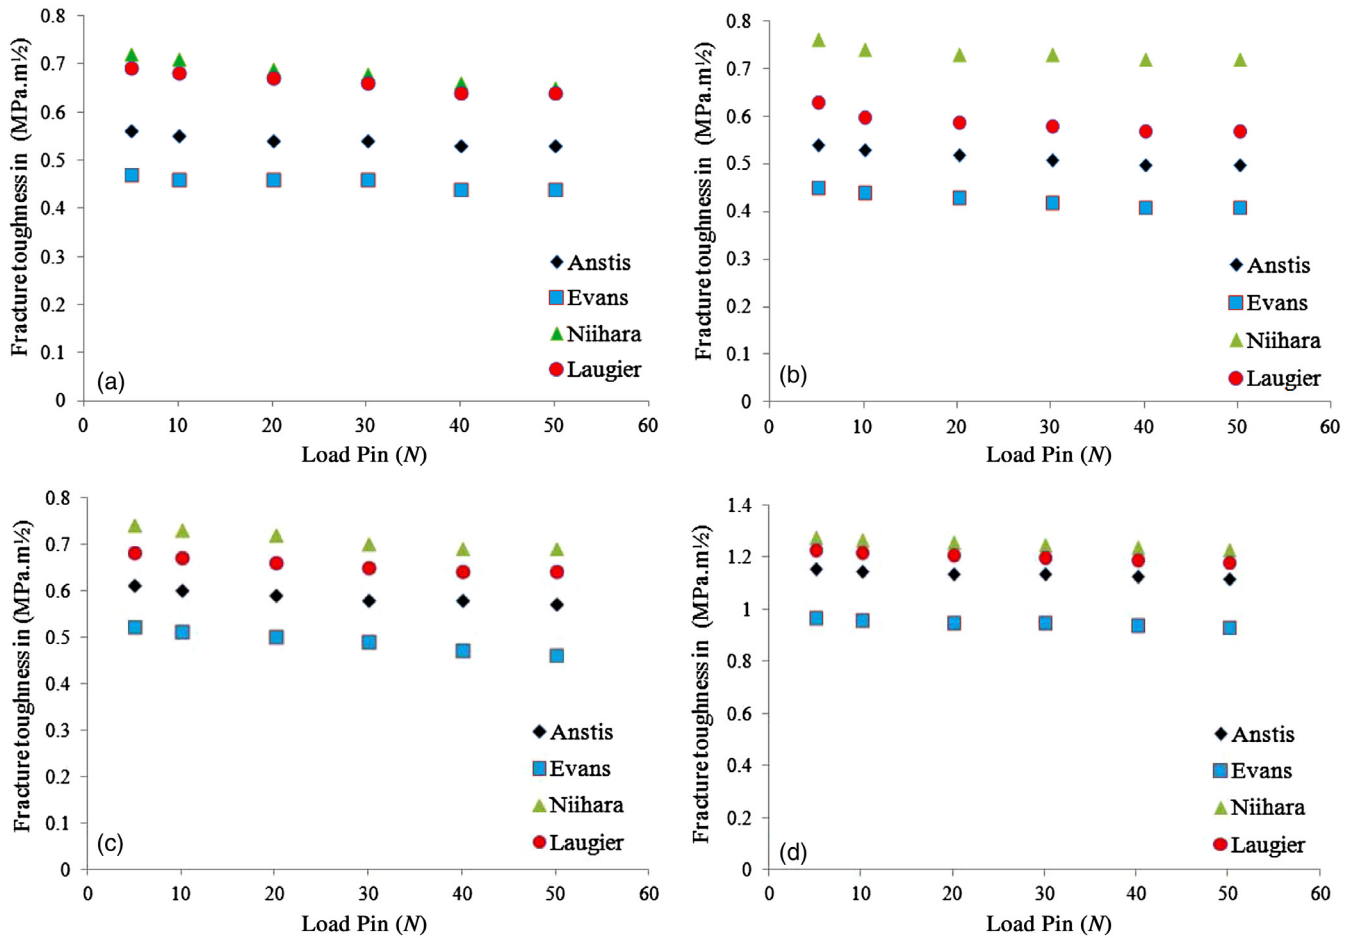 Fracture toughness in (MPa.m½)
0.8
0.7
0.6
0.5
0.4
0.3
0.2
0.1
0
Anstis
Evans
Niihara
Laugier
(a)
0 10 20 30 40 50 60
Load Pin (N)
Fracture toughness in (MPa.m½)
0.8
0.7
0.6
0.5
0.4
0.3
0.2
0.1
0
Anstis
Evans
Niihara
Laugier
(b)
0 10 20 30 40 50 60
Load Pin (N)
Fracture toughness in (MPa.m½)
0.8
0.7
0.6
0.5
0.4
0.3
0.2
0.1
0
Anstis
Evans
Niihara
Laugier
(c)
0 10 20 30 40 50 60
Load Pin (N)
Fracture toughness in (MPa.m½)
1.4
1.2
1
0.8
0.6
0.4
0.2
0
Anstis
Evans
Niihara
Laugier
(d)
0 10 20 30 40 50 60
Load Pin (N)